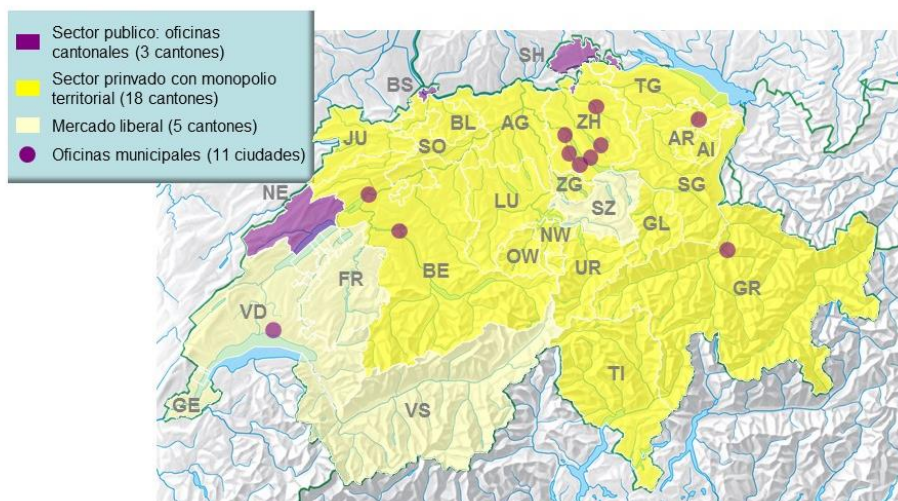 Sector publico: oficinas
cantonales (3 cantones)
Sector prinvado con monopolio
territorial (18 cantones)
Mercado liberal (5 cantones)
Oficinas municipales (11 ciudades)
SH
BS
TG
BL
AG
ZH
JU
SO
AR
AI
NE
ZG
SG
LU
SZ
NW
GL
OW
FR
BE
UR
GR
VD
TI
GE
VS